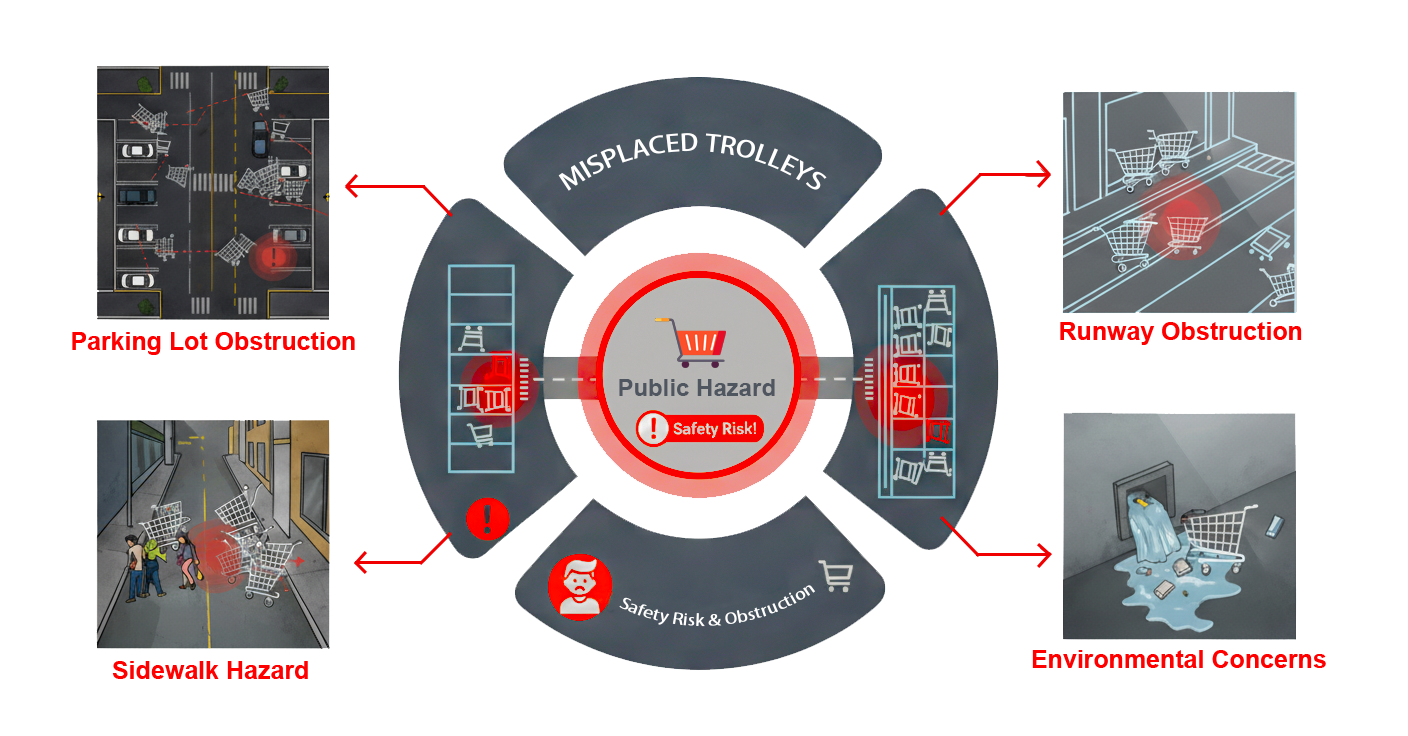 MISPLACED TROLLEYS
Parking Lot Obstruction
Runway Obstruction
Public Hazard
! Safety Risk!
!
Safety Risk & Obstruction
Sidewalk Hazard
Environmental Concerns